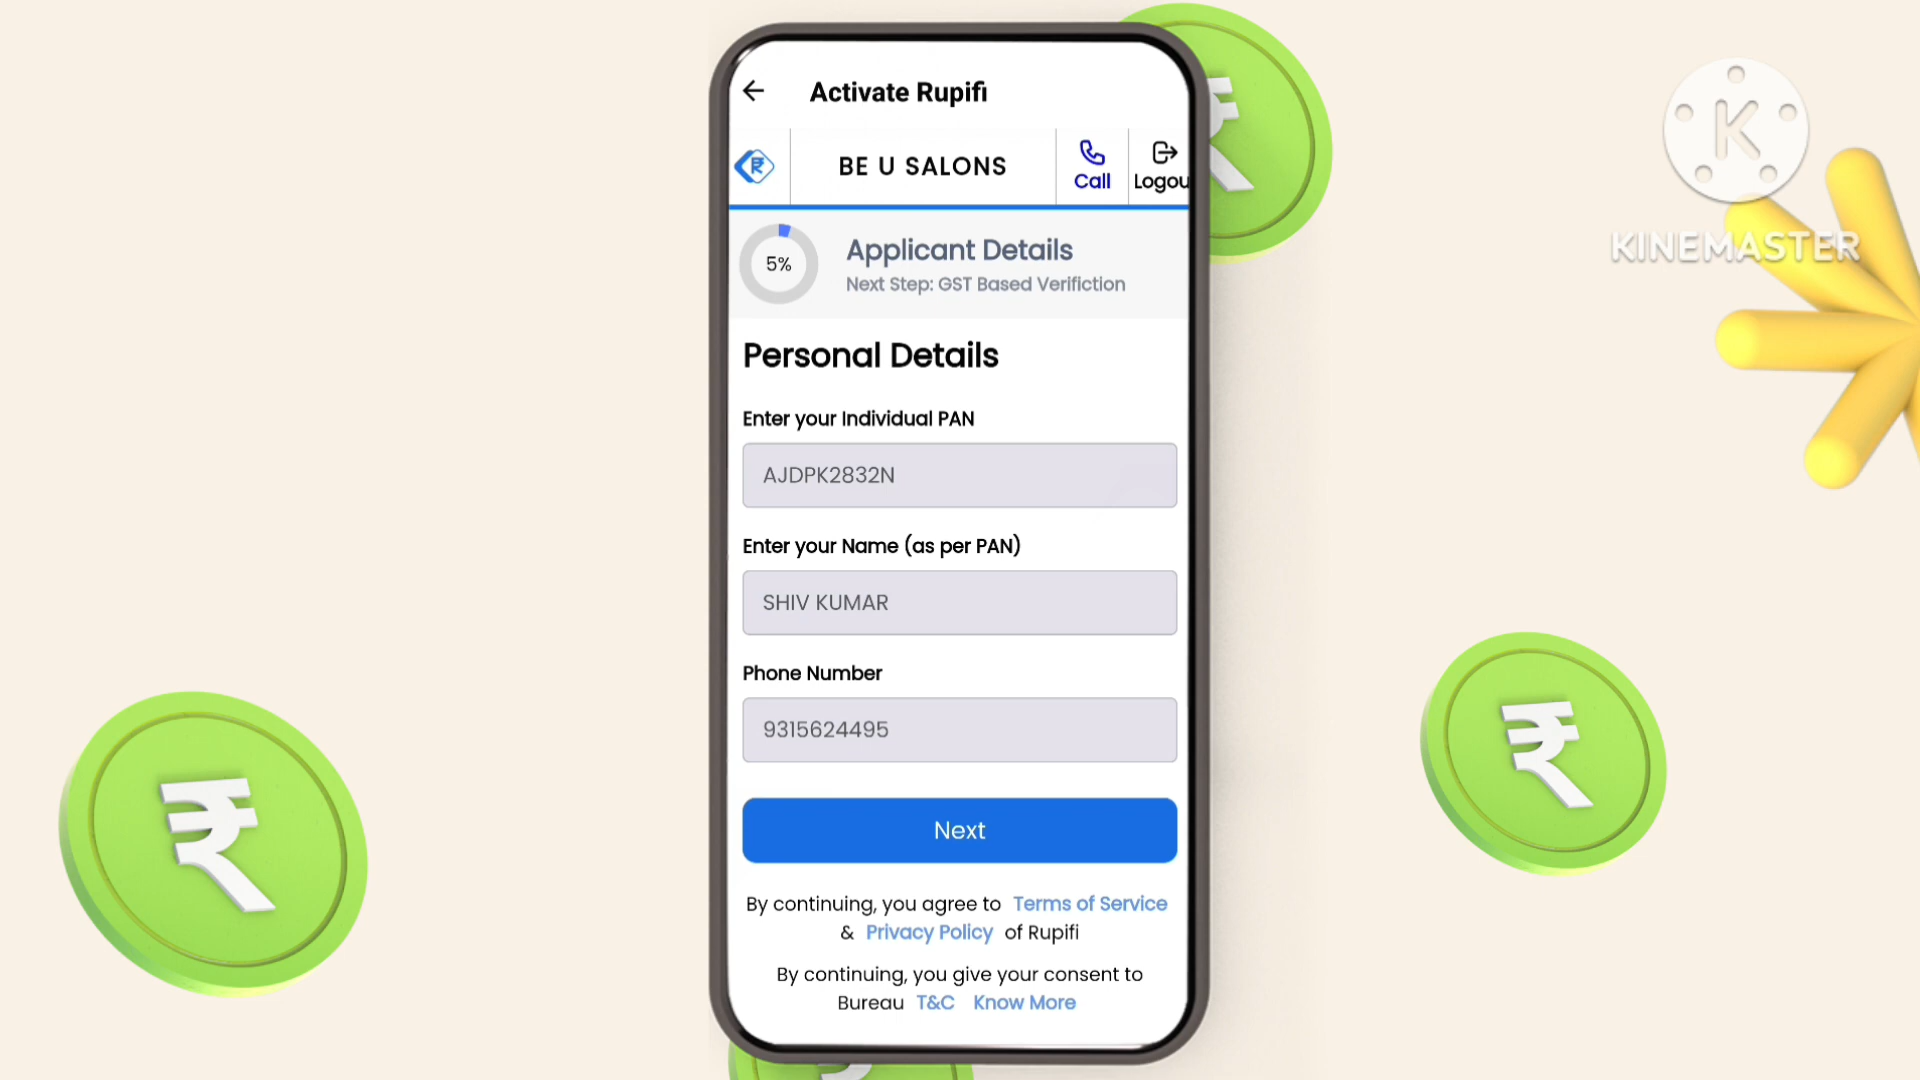 Activate Rupifi
BE U SALONS
Call
Logou
5%
Applicant Details
Next Step: GST Based Verifiction
Personal Details
Enter your Individual PAN
AJDPK2832N
Enter your Name (as per PAN)
SHIV KUMAR
Phone Number
9315624495
Next
By continuing, you agree to Terms of Service
& Privacy Policy of Rupifi
By continuing, you give your consent to
Bureau T&C Know More
K
KINEMASTER
₹
₹